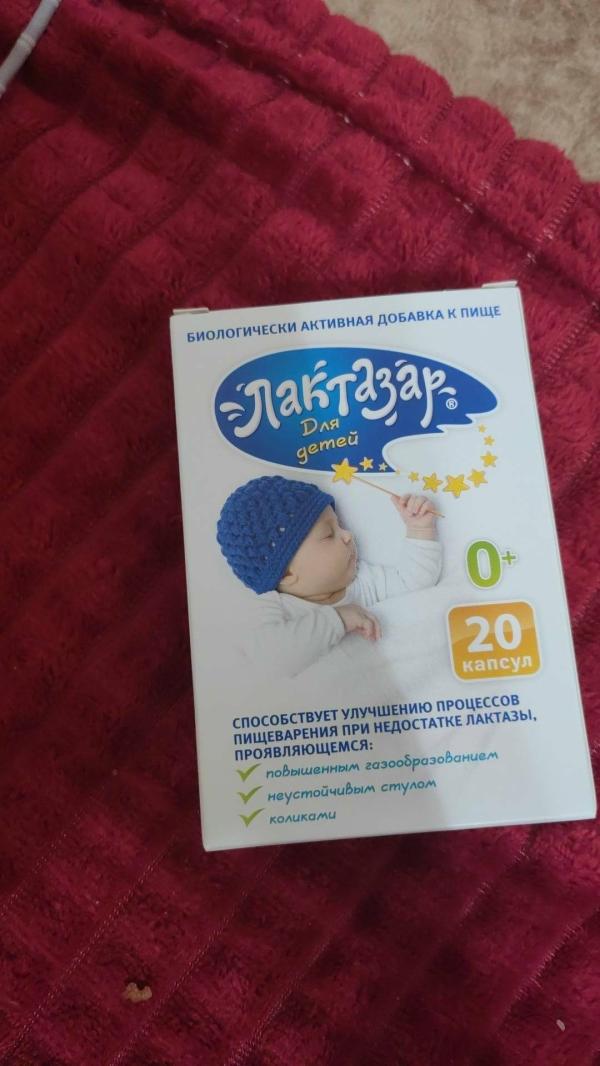 БИОЛОГИЧЕСКИ АКТИВНАЯ ДОБАВКА К ПИЩЕ
Лактазар®
Для
детей
0+
20
капсул
СПОСОБСТВУЕТ УЛУЧШЕНИЮ ПРОЦЕССОВ
ПИЩЕВАРЕНИЯ ПРИ НЕДОСТАТКЕ ЛАКТАЗЫ,
ПРОЯВЛЯЮЩЕМСЯ:
повышенным газообразованием
неустойчивым стулом
коликами